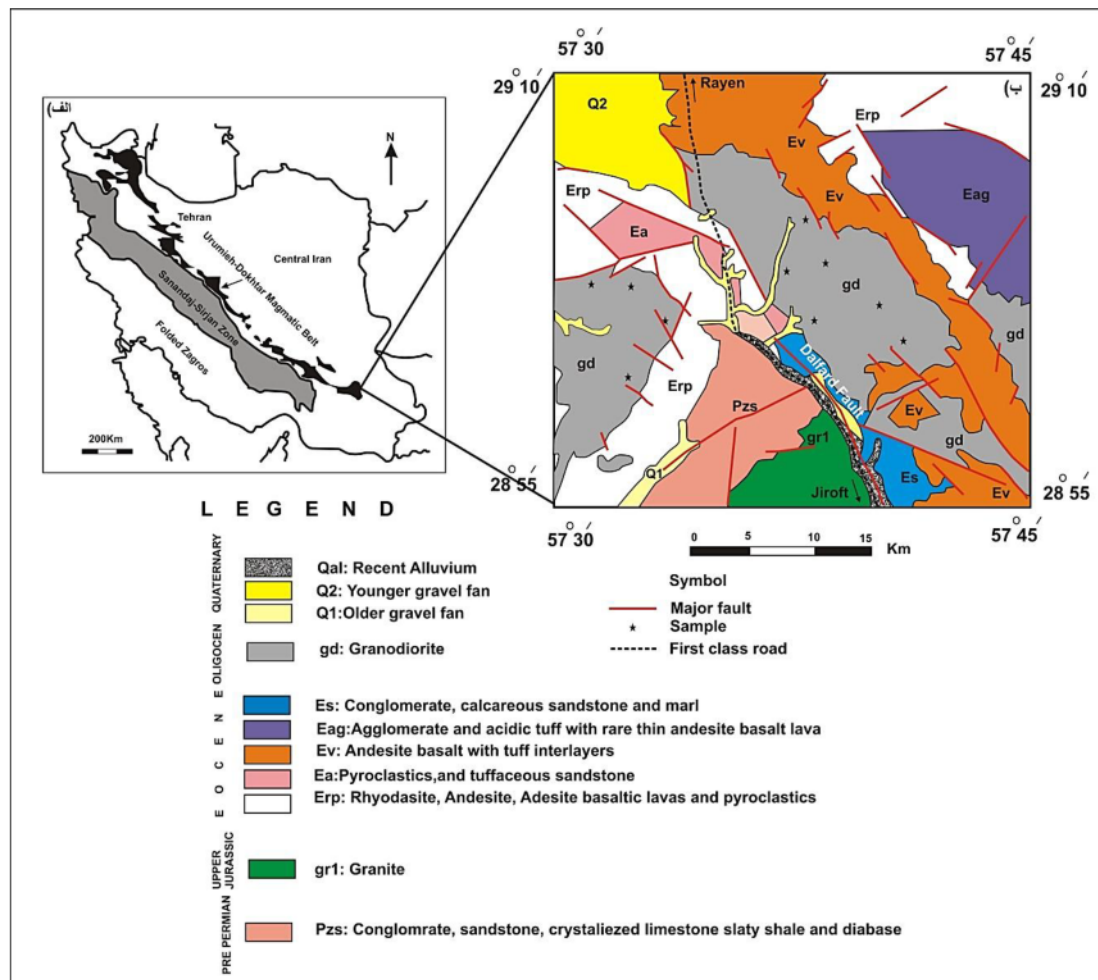 الف)
N
Tehran
Urumieh-Dokhtar Magmatic Belt
Central Iran
Sanandaj-Sirjan Zone
Folded Zagros
200Km
57° 30′
57° 45′
29° 10′
29° 10′
ب)
Rayen
Q2
Erp
Ev
Eag
Ev
Erp
Ea
gd
gd
gd
Dalfard Fault
Erp
Pzs
Ev
gr1
gd
Q1
Jiroft
Es
Ev
28 55
28 55
57° 30′
57° 45′
0 5 10 15
Km
L E G E N D
QUATERNARY
Qal: Recent Alluvium
Q2: Younger gravel fan
Q1:Older gravel fan
OLIGOCEN
gd: Granodiorite
E O C E N E
Es: Conglomerate, calcareous sandstone and marl
Eag:Agglomerate and acidic tuff with rare thin andesite basalt lava
Ev: Andesite basalt with tuff interlayers
Ea:Pyroclastics,and tuffaceous sandstone
Erp: Rhyodasite, Andesite, Adesite basaltic lavas and pyroclastics
UPPER
JURASSIC
gr1: Granite
PRE PERMIAN
Pzs: Conglomrate, sandstone, crystaliezed limestone slaty shale and diabase
Symbol
Major fault
Sample
First class road